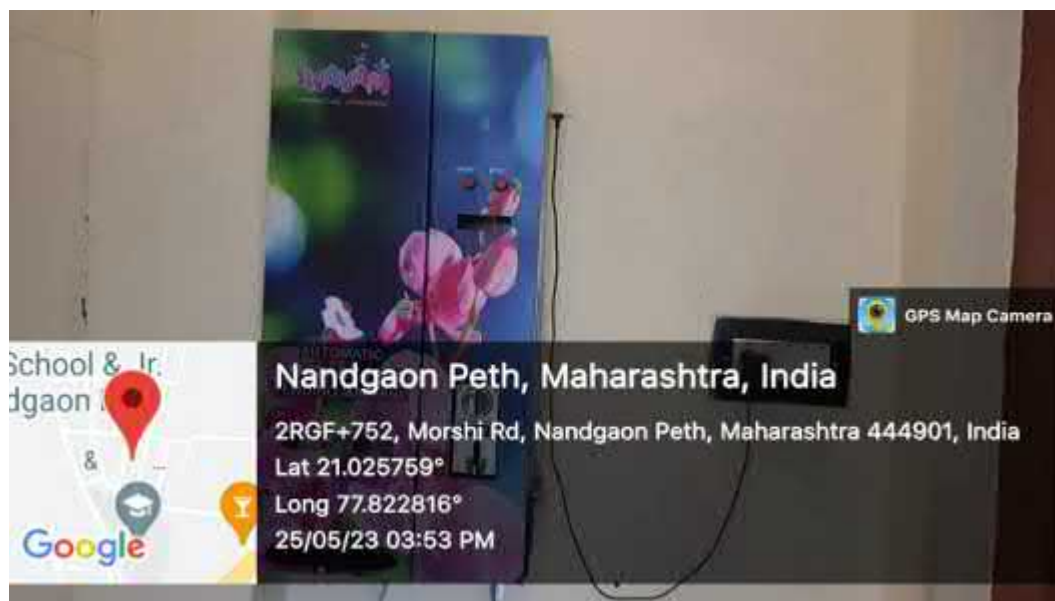 AUTOMATIC
GPS Map Camera
School & Jr.
dgaon
&
...
Google
Nandgaon Peth, Maharashtra, India
2RGF+752, Morshi Rd, Nandgaon Peth, Maharashtra 444901, India
Lat 21.025759°
Long 77.822816°
25/05/23 03:53 PM